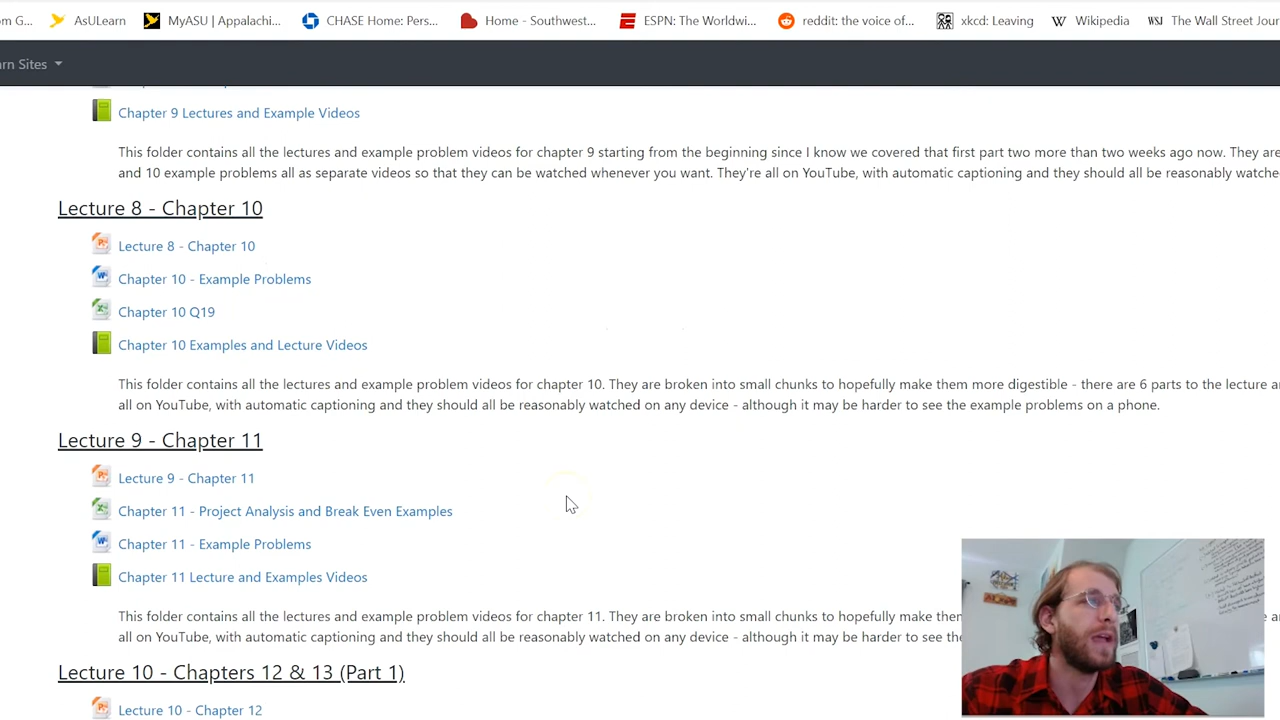 om G...
AsULearn
MyASU | Appalachi...
CHASE Home: Pers...
Home - Southwest...
ESPN: The Worldwi...
reddit: the voice of...
xkcd: Leaving
Wikipedia
WSJ
The Wall Street Jour
rn Sites
Chapter 9 Lectures and Example Videos
This folder contains all the lectures and example problem videos for chapter 9 starting from the beginning since I know we covered that first part two more than two weeks ago now. They are
and 10 example problems all as separate videos so that they can be watched whenever you want. They're all on YouTube, with automatic captioning and they should all be reasonably watche
Lecture 8 - Chapter 10
Lecture 8 - Chapter 10
Chapter 10 - Example Problems
Chapter 10 Q19
Chapter 10 Examples and Lecture Videos
This folder contains all the lectures and example problem videos for chapter 10. They are broken into small chunks to hopefully make them more digestible - there are 6 parts to the lecture a
all on YouTube, with automatic captioning and they should all be reasonably watched on any device - although it may be harder to see the example problems on a phone.
Lecture 9 - Chapter 11
Lecture 9 - Chapter 11
Chapter 11 - Project Analysis and Break Even Examples
Chapter 11 - Example Problems
Chapter 11 Lecture and Examples Videos
This folder contains all the lectures and example problem videos for chapter 11. They are broken into small chunks to hopefully make them
all on YouTube, with automatic captioning and they should all be reasonably watched on any device - although it may be harder to see the
Lecture 10 - Chapters 12 & 13 (Part 1)
Lecture 10 - Chapter 12